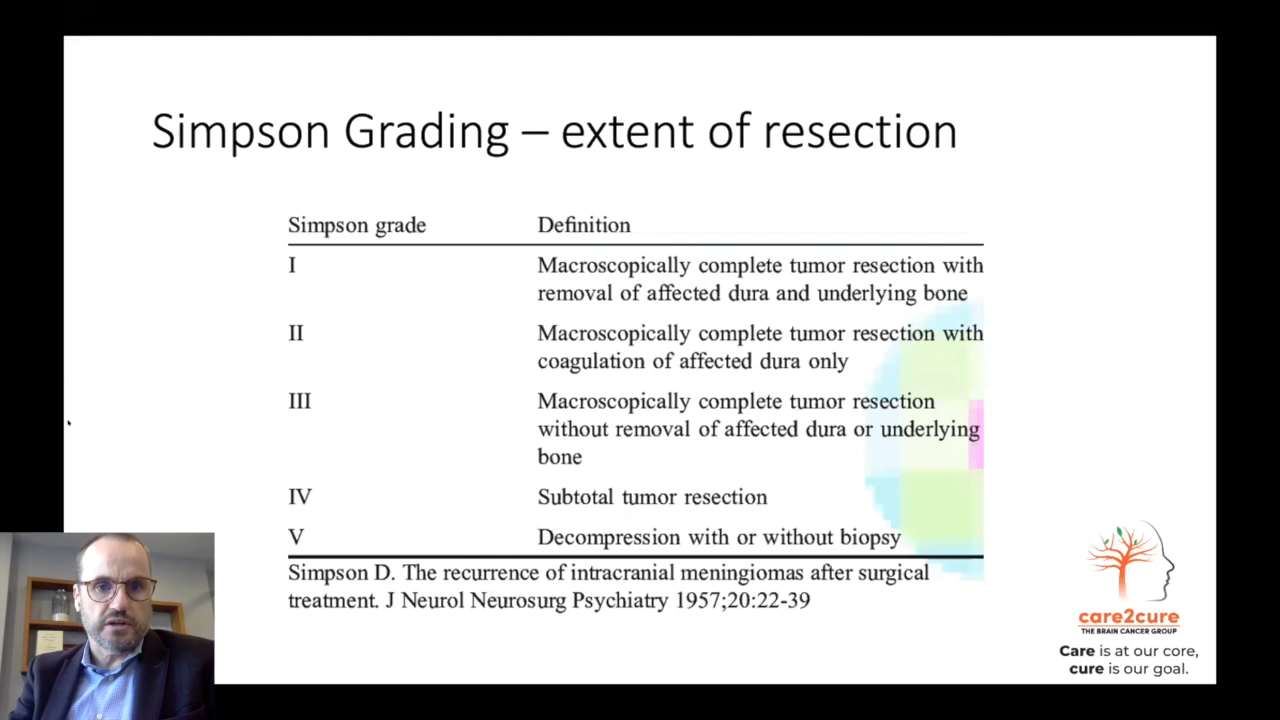 Simpson Grading – extent of resection
Simpson grade Definition
I Macroscopically complete tumor resection with
removal of affected dura and underlying bone
II Macroscopically complete tumor resection with
coagulation of affected dura only
III Macroscopically complete tumor resection
without removal of affected dura or underlying
bone
IV Subtotal tumor resection
V Decompression with or without biopsy
Simpson D. The recurrence of intracranial meningiomas after surgical
treatment. J Neurol Neurosurg Psychiatry 1957;20:22-39
care2cure
THE BRAIN CANCER GROUP
Care is at our core,
cure is our goal.